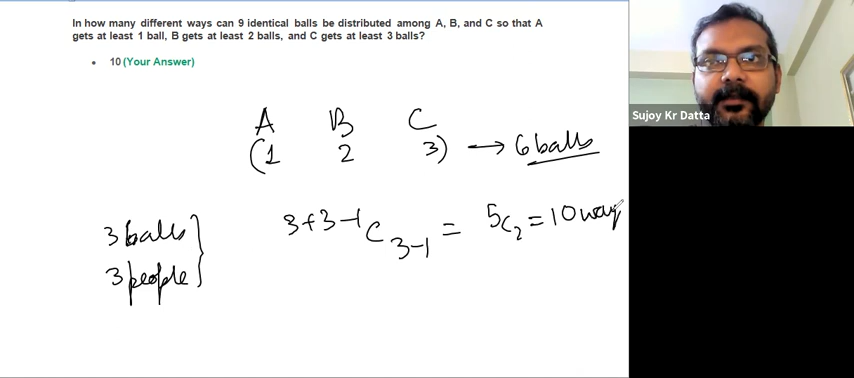 In how many different ways can 9 identical balls be distributed among A, B, and C so that A
gets at least 1 ball, B gets at least 2 balls, and C gets at least 3 balls?
• 10 (Your Answer)
Sujoy Kr Datta
A B C
(1 2 3) → 6 balls
3+3-1C3-1 = 5C2 = 10 way
3 balls
3 people